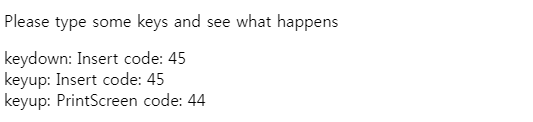 Please type some keys and see what happens
keydown: Insert code: 45
keyup: Insert code: 45
keyup: PrintScreen code: 44